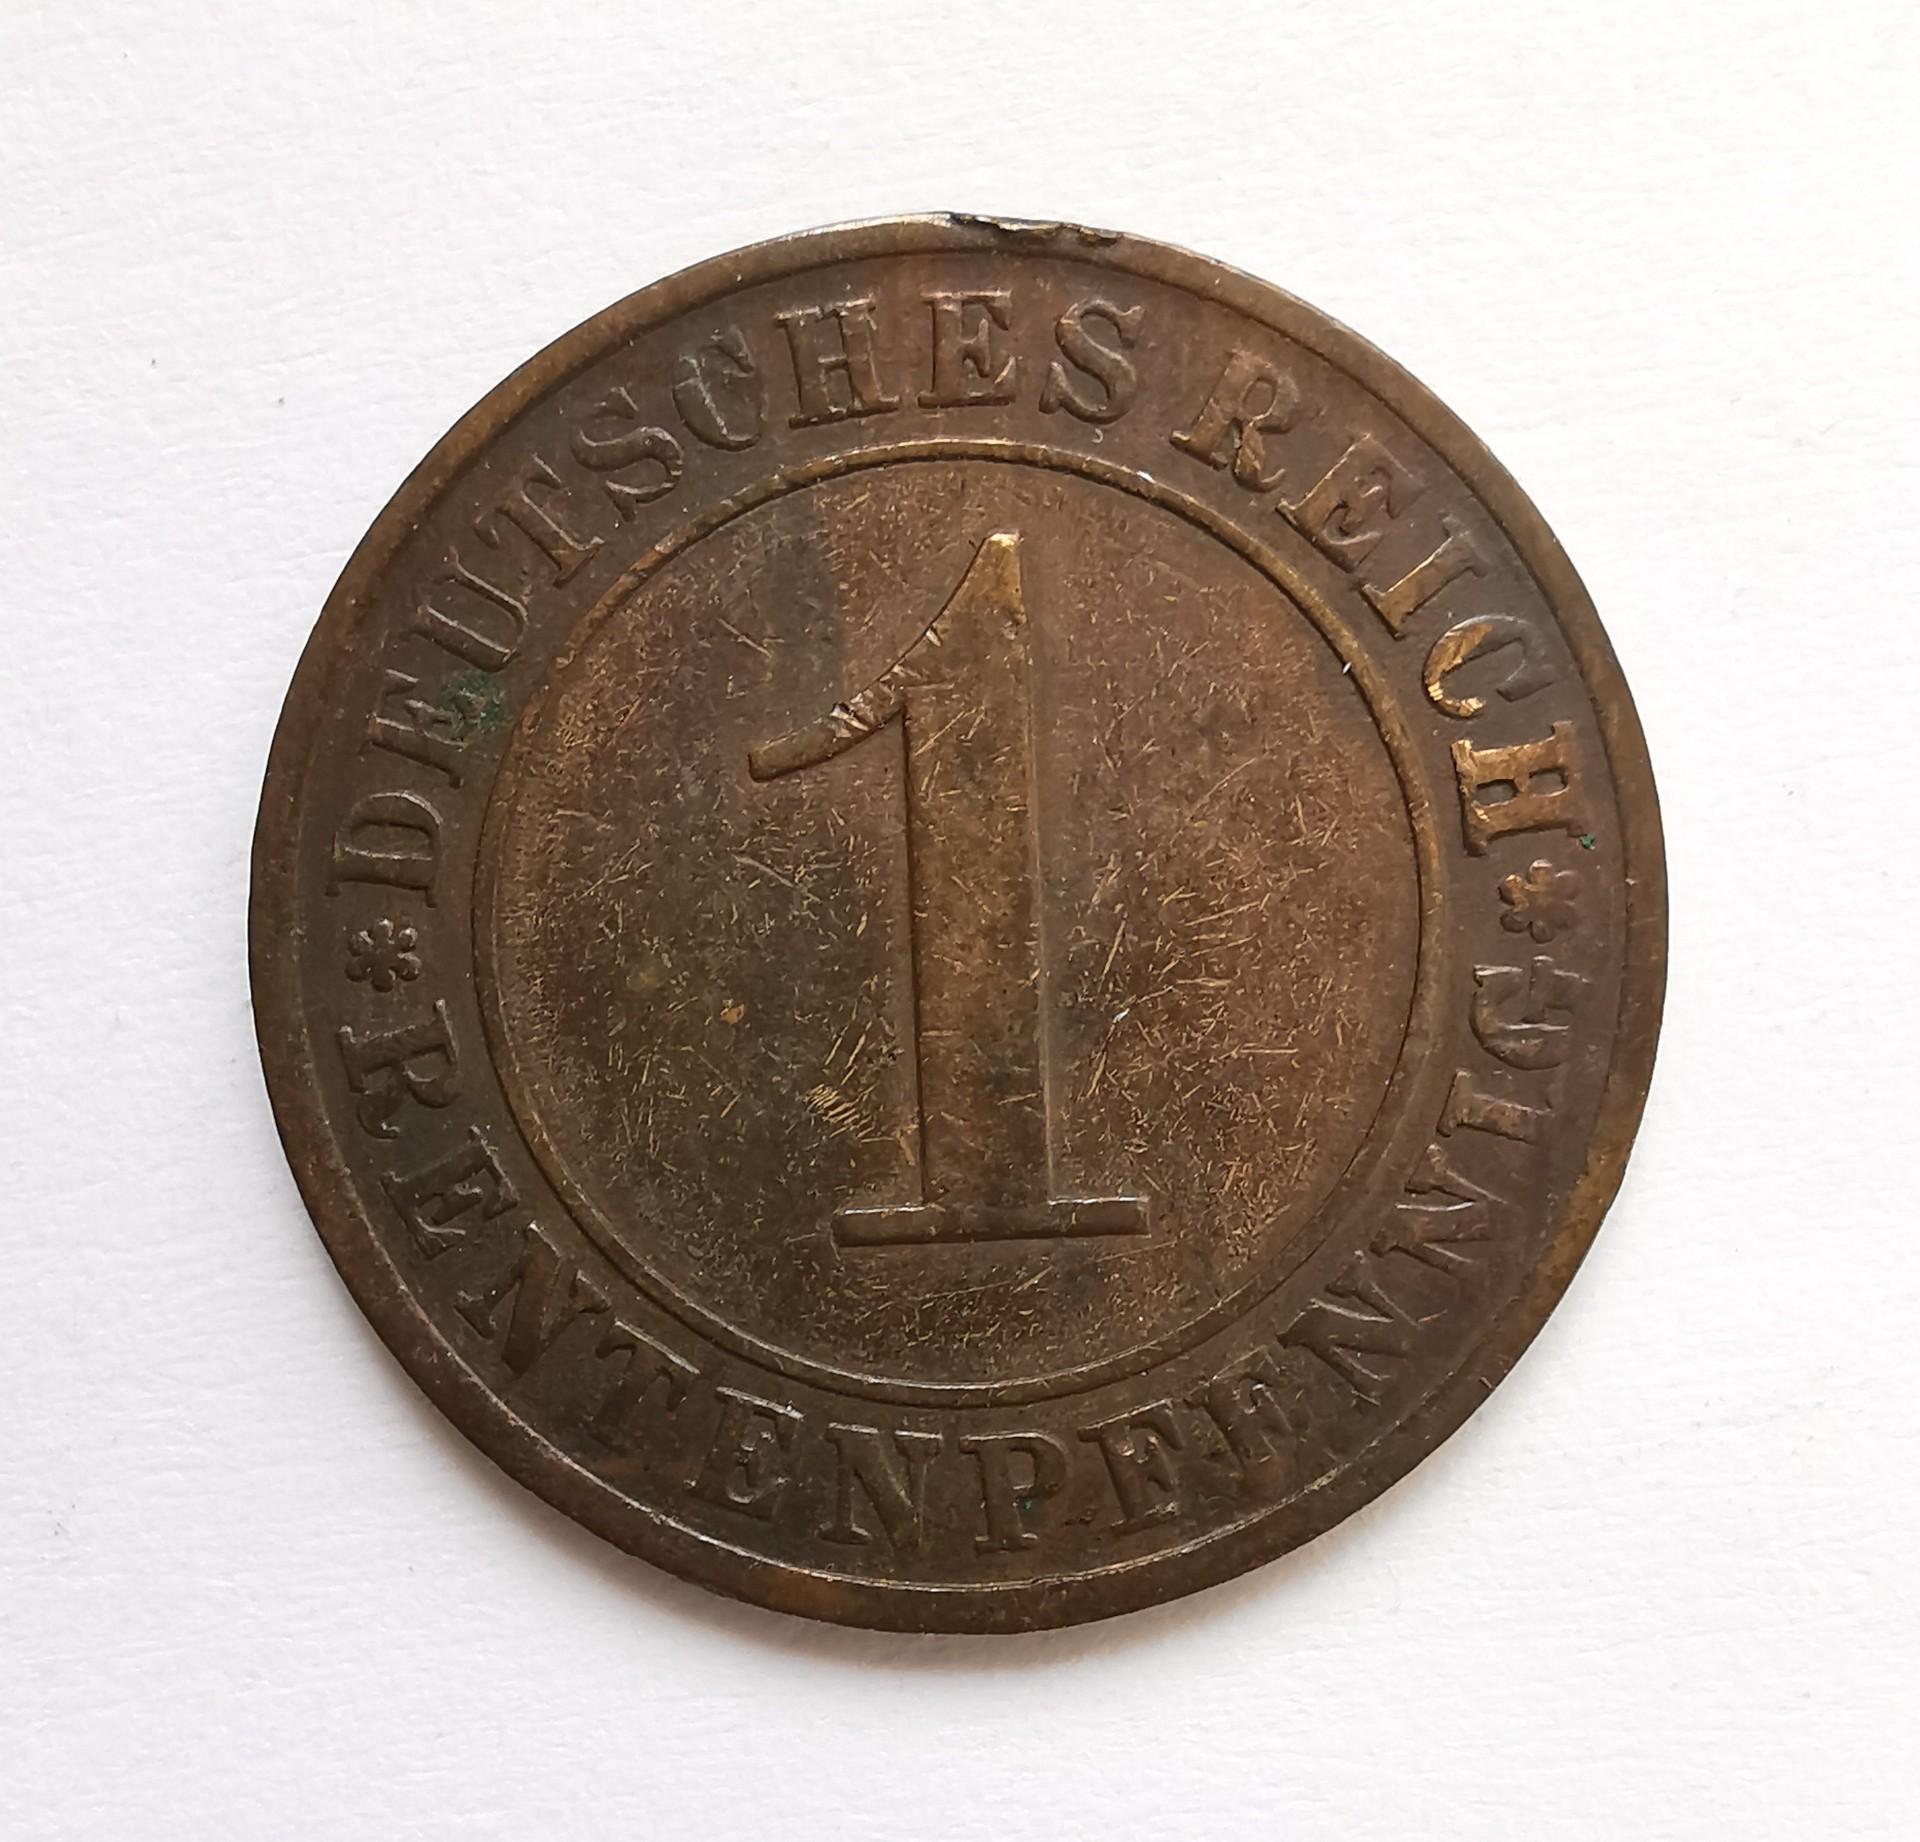 DEUTSCHES REICH
1
RENTENPFENNIG